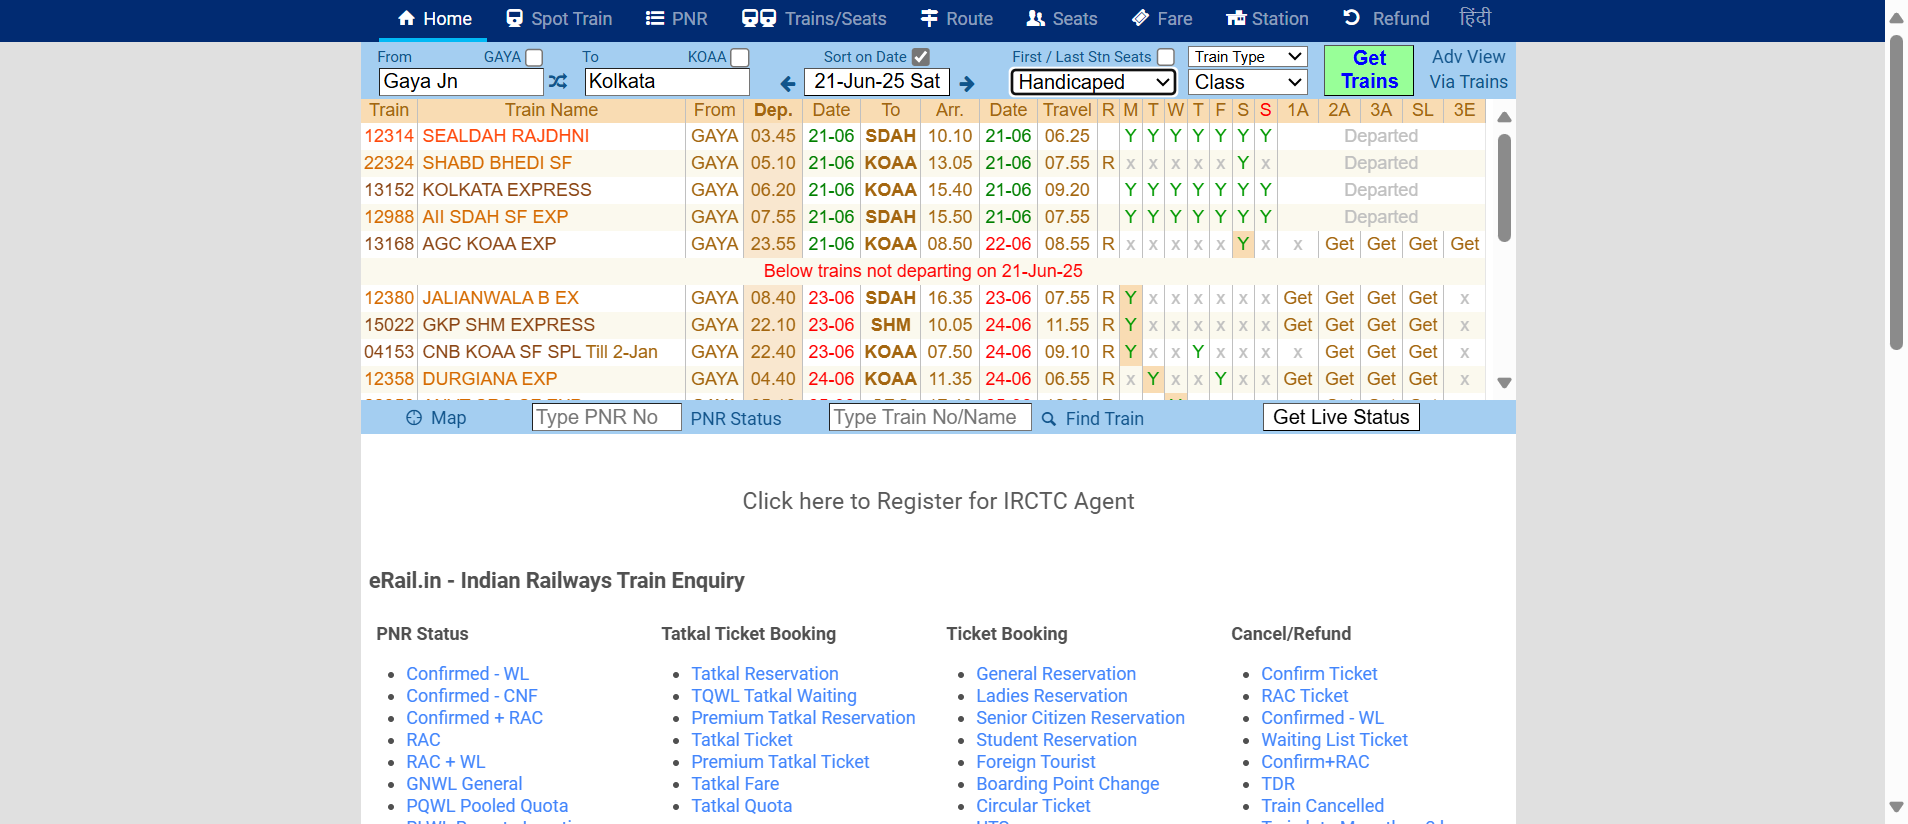 Home Spot Train PNR Trains/Seats Route Seats Fare Station Refund हिंदी
From GAYA To KOAA Sort on Date First / Last Stn Seats Train Type Get Trains Adv View
Gaya Jn Kolkata 21-Jun-25 Sat Handicaped Class Via Trains
Train Train Name From Dep. Date To Arr. Date Travel R M T W T F S S 1A 2A 3A SL 3E
12314 SEALDAH RAJDHNI GAYA 03.45 21-06 SDAH 10.10 21-06 06.25 Y Y Y Y Y Y Y Departed
22324 SHABD BHEDI SF GAYA 05.10 21-06 KOAA 13.05 21-06 07.55 R x x x x x Y x Departed
13152 KOLKATA EXPRESS GAYA 06.20 21-06 KOAA 15.40 21-06 09.20 Y Y Y Y Y Y Y Departed
12988 AII SDAH SF EXP GAYA 07.55 21-06 SDAH 15.50 21-06 07.55 Y Y Y Y Y Y Y Departed
13168 AGC KOAA EXP GAYA 23.55 21-06 KOAA 08.50 22-06 08.55 R x x x x x Y x x Get Get Get Get
Below trains not departing on 21-Jun-25
12380 JALIANWALA B EX GAYA 08.40 23-06 SDAH 16.35 23-06 07.55 R Y x x x x x x Get Get Get Get x
15022 GKP SHM EXPRESS GAYA 22.10 23-06 SHM 10.05 24-06 11.55 R Y x x x x x x Get Get Get Get x
04153 CNB KOAA SF SPL Till 2-Jan GAYA 22.40 23-06 KOAA 07.50 24-06 09.10 R Y x x Y x x x x Get Get Get x
12358 DURGIANA EXP GAYA 04.40 24-06 KOAA 11.35 24-06 06.55 R x Y x x Y x x Get Get Get Get x
Map Type PNR No PNR Status Type Train No/Name Find Train Get Live Status
Click here to Register for IRCTC Agent
eRail.in - Indian Railways Train Enquiry
PNR Status Tatkal Ticket Booking Ticket Booking Cancel/Refund
Confirmed - WL Tatkal Reservation General Reservation Confirm Ticket
Confirmed - CNF TQWL Tatkal Waiting Ladies Reservation RAC Ticket
Confirmed + RAC Premium Tatkal Reservation Senior Citizen Reservation Confirmed - WL
RAC Tatkal Ticket Student Reservation Waiting List Ticket
RAC + WL Premium Tatkal Ticket Foreign Tourist Confirm+RAC
GNWL General Tatkal Fare Boarding Point Change TDR
PQWL Pooled Quota Tatkal Quota Circular Ticket Train Cancelled